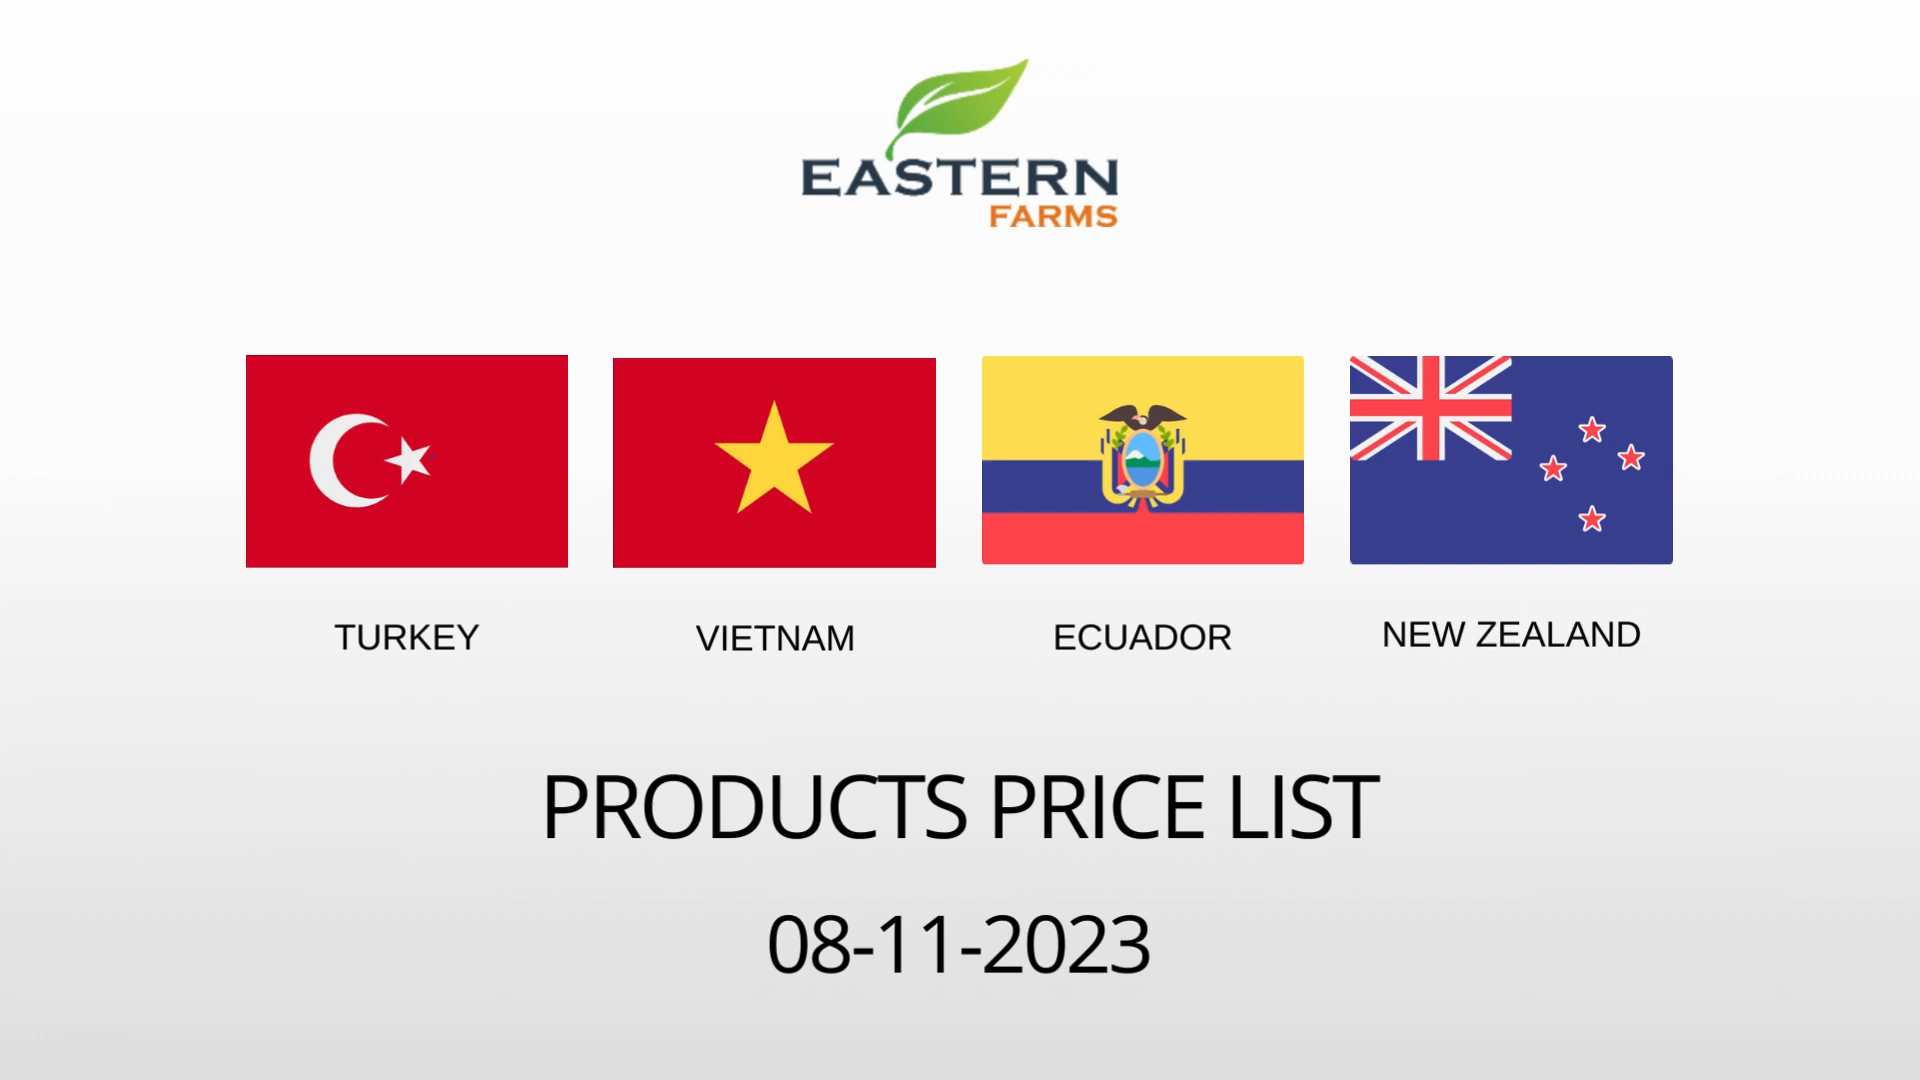 EASTERN
FARMS
TURKEY VIETNAM ECUADOR NEW ZEALAND
PRODUCTS PRICE LIST
08-11-2023